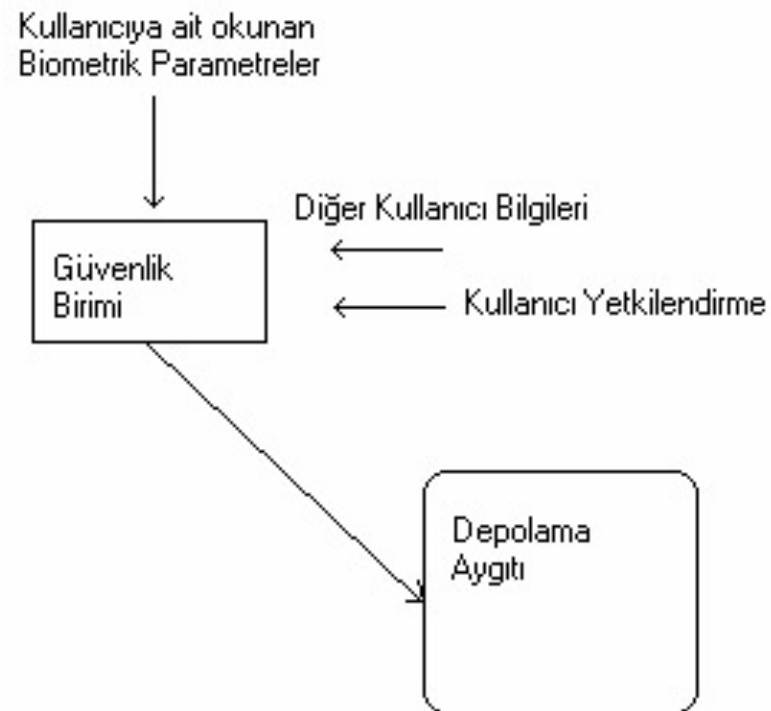 Kullanıcıya ait okunan
Biometrik Parametreler
Diğer Kullanıcı Bilgileri
Güvenlik
Birimi
Kullanıcı Yetkilendirme
Depolama
Aygıtı